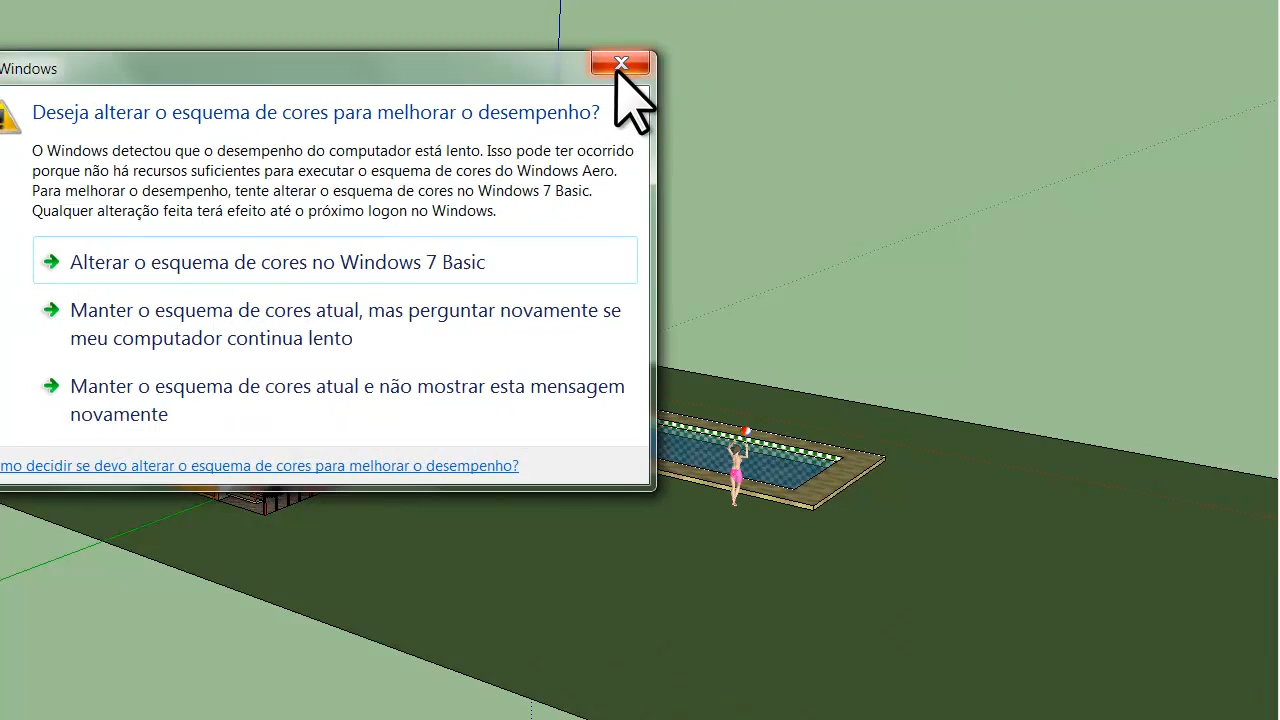 Windows
Deseja alterar o esquema de cores para melhorar o desempenho?
O Windows detectou que o desempenho do computador está lento. Isso pode ter ocorrido
porque não há recursos suficientes para executar o esquema de cores do Windows Aero.
Para melhorar o desempenho, tente alterar o esquema de cores no Windows 7 Basic.
Qualquer alteração feita terá efeito até o próximo logon no Windows.
Alterar o esquema de cores no Windows 7 Basic
Manter o esquema de cores atual, mas perguntar novamente se
meu computador continua lento
Manter o esquema de cores atual e não mostrar esta mensagem
novamente
mo decidir se devo alterar o esquema de cores para melhorar o desempenho?